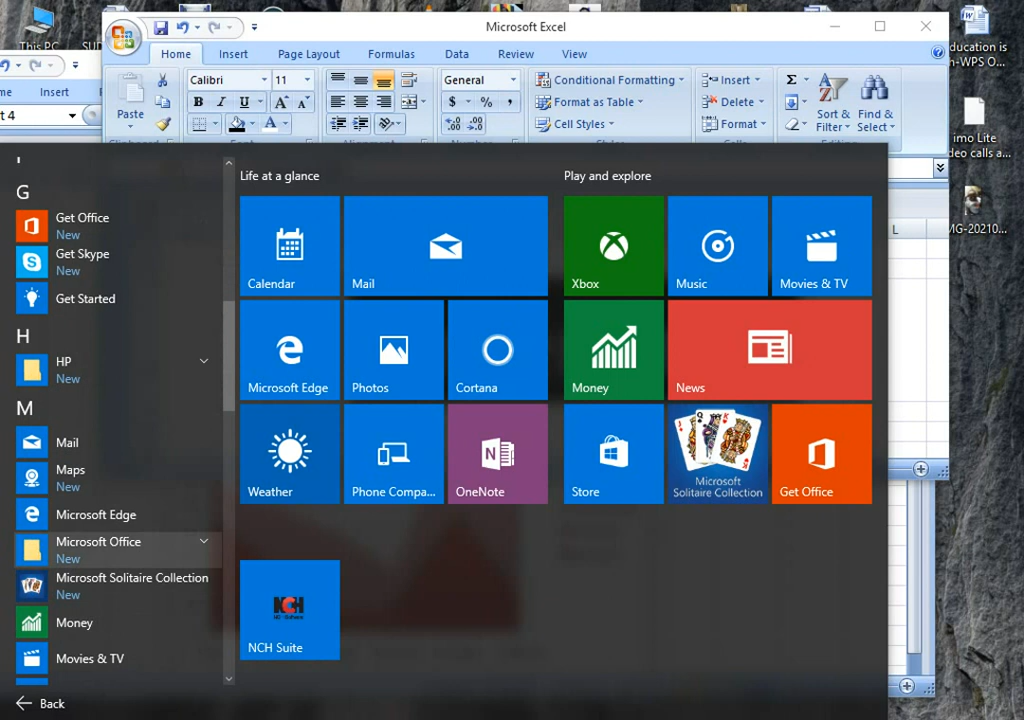 This PC
Microsoft Excel
Home Insert Page Layout Formulas Data Review View
Insert
Calibri 11 General
Conditional Formatting Insert Σ
Paste B I U A A $ % , Format as Table Delete Sort & Find &
Cell Styles Format Filter Select
ducation is
n-WPS O...
imo Lite
deo calls a...
MG-20210...
L
G
Get Office
New
Get Skype
New
Get Started
H
HP
New
M
Mail
Maps
New
Microsoft Edge
Microsoft Office
New
Microsoft Solitaire Collection
New
Money
Movies & TV
Back
Life at a glance
Calendar
Mail
Microsoft Edge
Photos
Cortana
Weather
Phone Compa...
OneNote
NCH
NCH Suite
Play and explore
Xbox
Music
Movies & TV
Money
News
Store
Microsoft
Solitaire Collection
Get Office